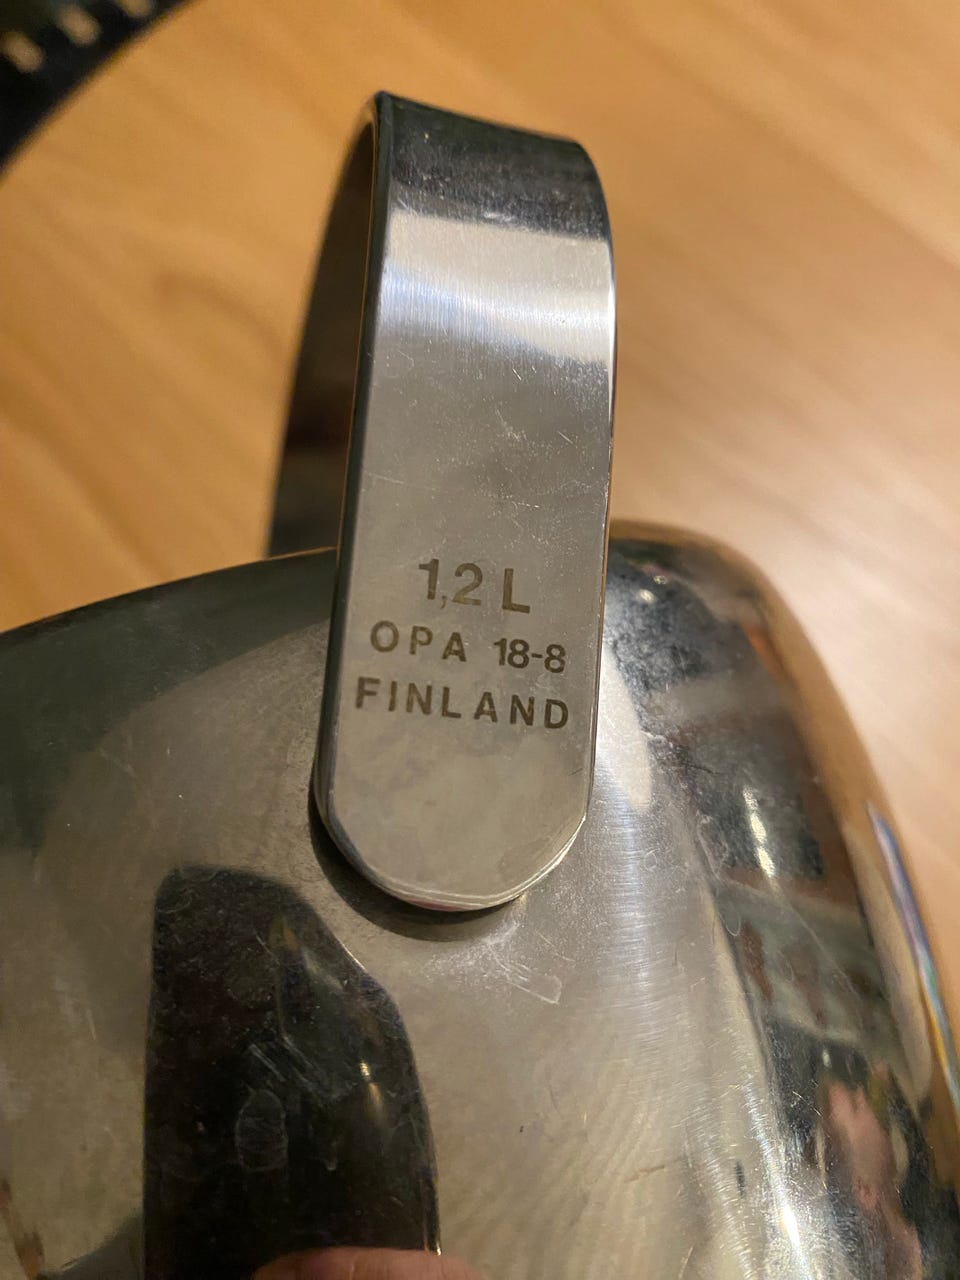 1,2 L
OPA 18-8
FINLAND